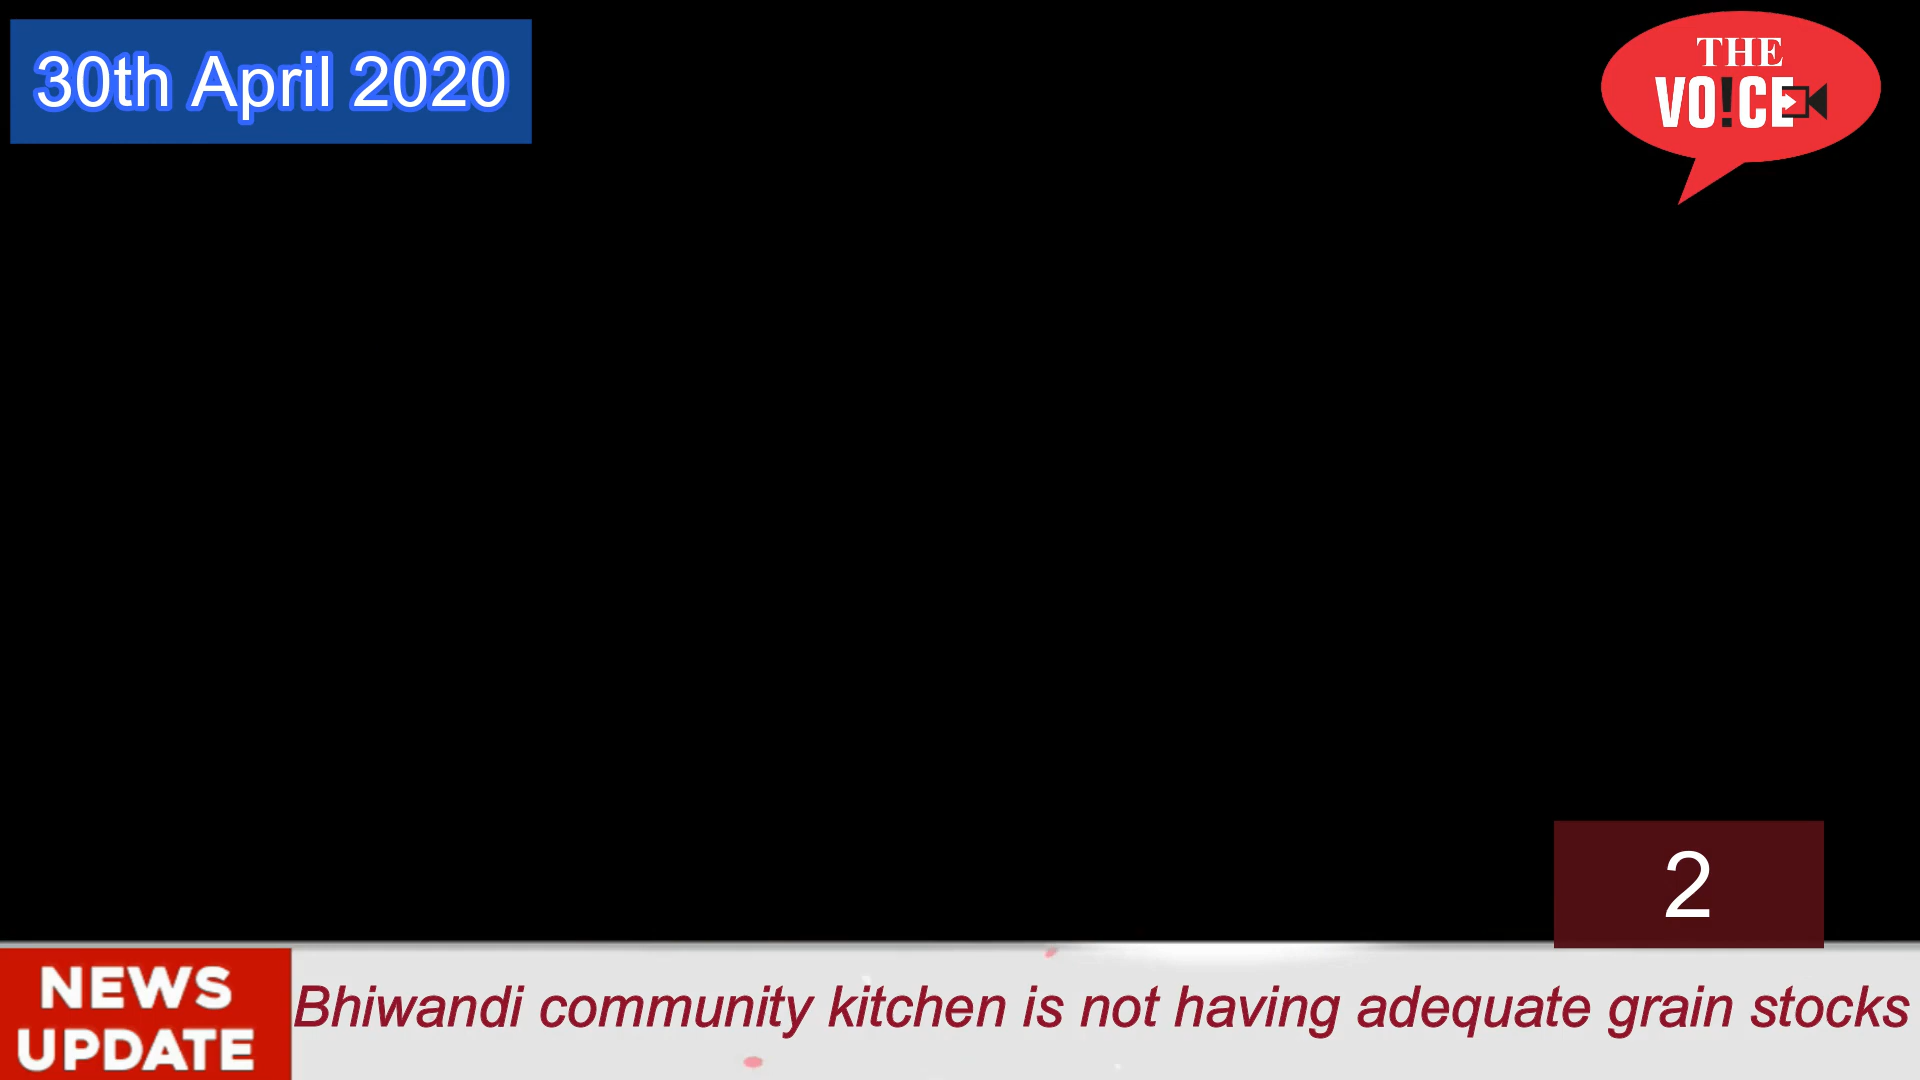 30th April 2020
THE
VO!CE
2
NEWS
UPDATE
Bhiwandi community kitchen is not having adequate grain stocks